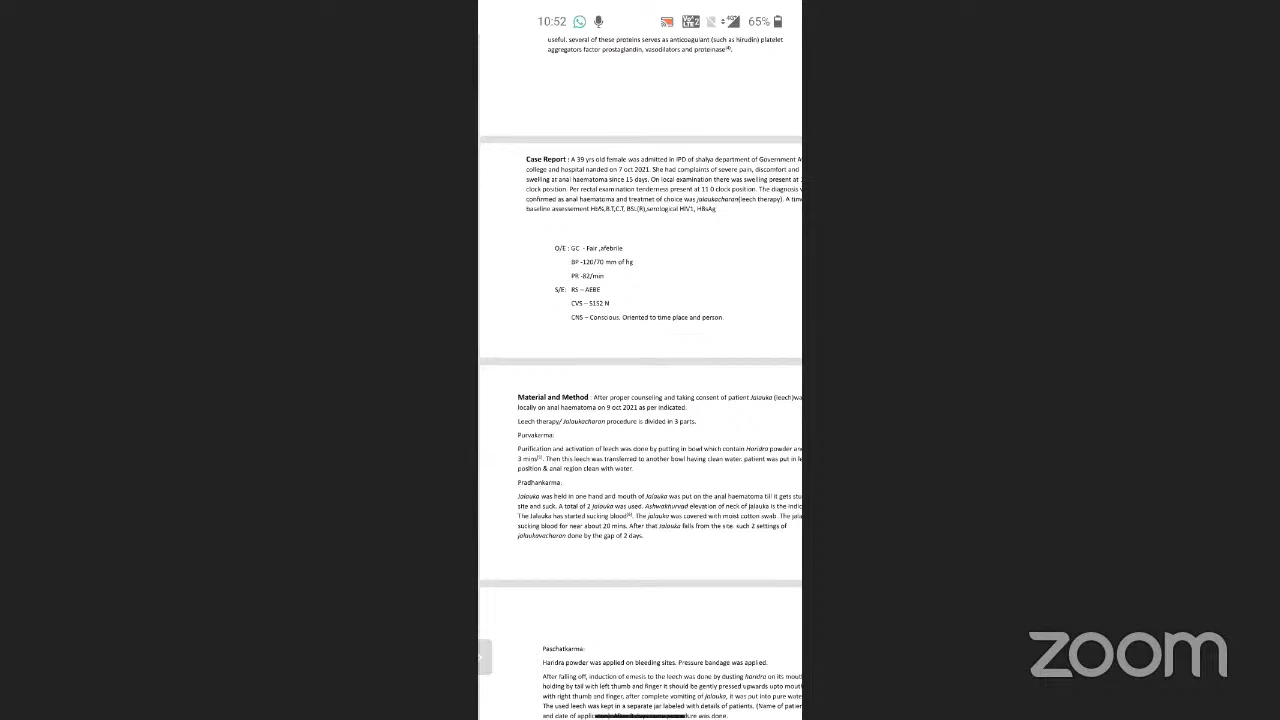 10:52 65%
useful. several of these proteins serves as anticoagulant (such as hirudin) platelet
aggregators factor prostaglandin, vasodilators and proteinase⁽⁴⁾.
Case Report : A 39 yrs old female was admitted in IPD of shalya department of Government A
college and hospital nanded on 7 oct 2021. She had complaints of severe pain, discomfort and
swelling at anal haematoma since 15 days. On local examination there was swelling present at
clock position. Per rectal examination tenderness present at 11 0 clock position. The diagnosis
confirmed as anal haematoma and treatmet of choice was jalaukacharan(leech therapy). A
baseline assessement Hb%,B.T,C.T, BSL(R),serological HIV1, HBsAg
O/E : GC - Fair ,afebrile
BP -120/70 mm of hg
PR -82/min
S/E: RS – AEBE
CVS – S1S2 N
CNS – Conscious. Oriented to time place and person.
Material and Method : After proper counseling and taking consent of patient Jalauka (leech)
locally on anal haematoma on 9 oct 2021 as per indicated.
Leech therapy/ Jalaukacharan procedure is divided in 3 parts.
Purvakarma:
Purification and activation of leech was done by putting in bowl which contain Haridra powder
3 mins⁽⁵⁾. Then this leech was transferred to another bowl having clean water. patient was put in
position & anal region clean with water.
Pradhankarma:
Jalauka was held in one hand and mouth of Jalauka was put on the anal haematoma till it gets
site and suck. A total of 2 Jalauka was used. Ashwakhurvad elevation of neck of jalauka is the
The Jalauka has started sucking blood⁽⁶⁾. The jalauka was covered with moist cotton swab. The
sucking blood for near about 20 mins. After that Jalauka falls from the site. such 2 settings of
jalaukavacharan done by the gap of 2 days.
Paschatkarma:
Haridra powder was applied on bleeding sites. Pressure bandage was applied.
After falling off, induction of emesis to the leech was done by dusting haridra on its
holding by tail with left thumb and finger it should be gently pressed upwards upto
with right thumb and finger, after complete vomiting of jalauka, it was put into pure
The used leech was kept in a separate jar labeled with details of patients. (Name of
and date of was done.
zoom